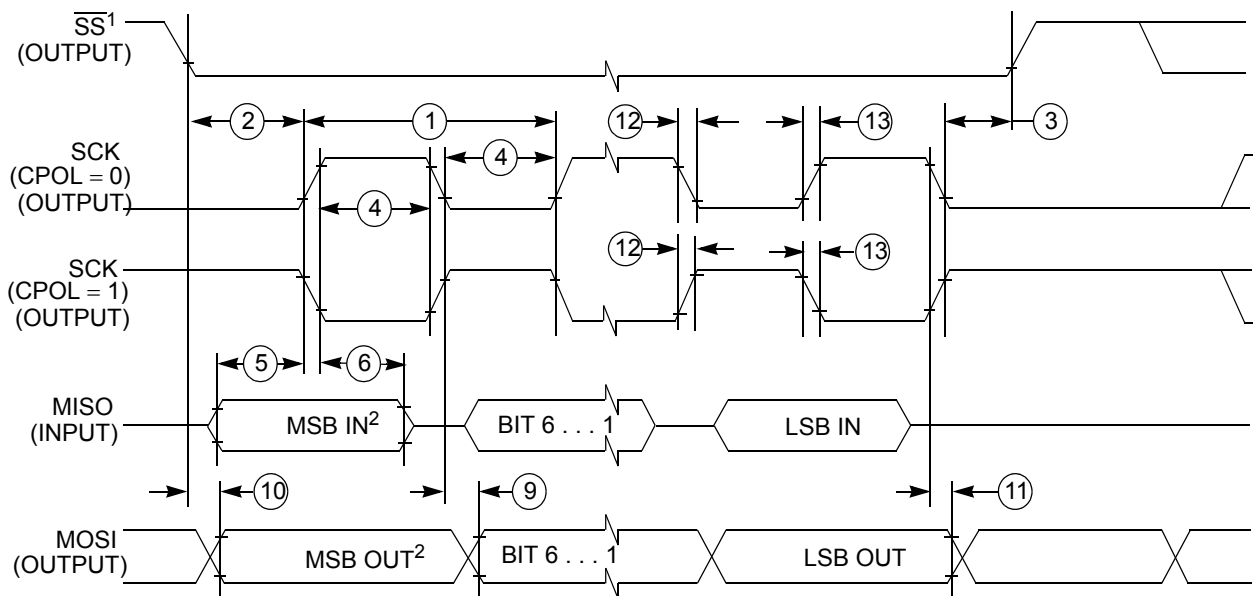 SS1
(OUTPUT)
2
1
12
13
3
SCK
(CPOL = 0)
(OUTPUT)
4
4
SCK
(CPOL = 1)
(OUTPUT)
12
13
5
6
MISO
(INPUT)
MSB IN2
BIT 6 . . . 1
LSB IN
10
9
11
MOSI
(OUTPUT)
MSB OUT2
BIT 6 . . . 1
LSB OUT